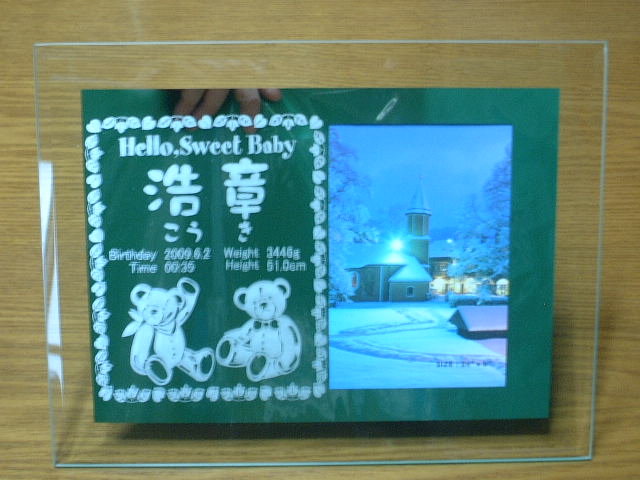 Hello, Sweet Baby
浩章
こうき
Birthday 2009.6.2 Weight 3446g
Time 00:35 Height 51.0cm